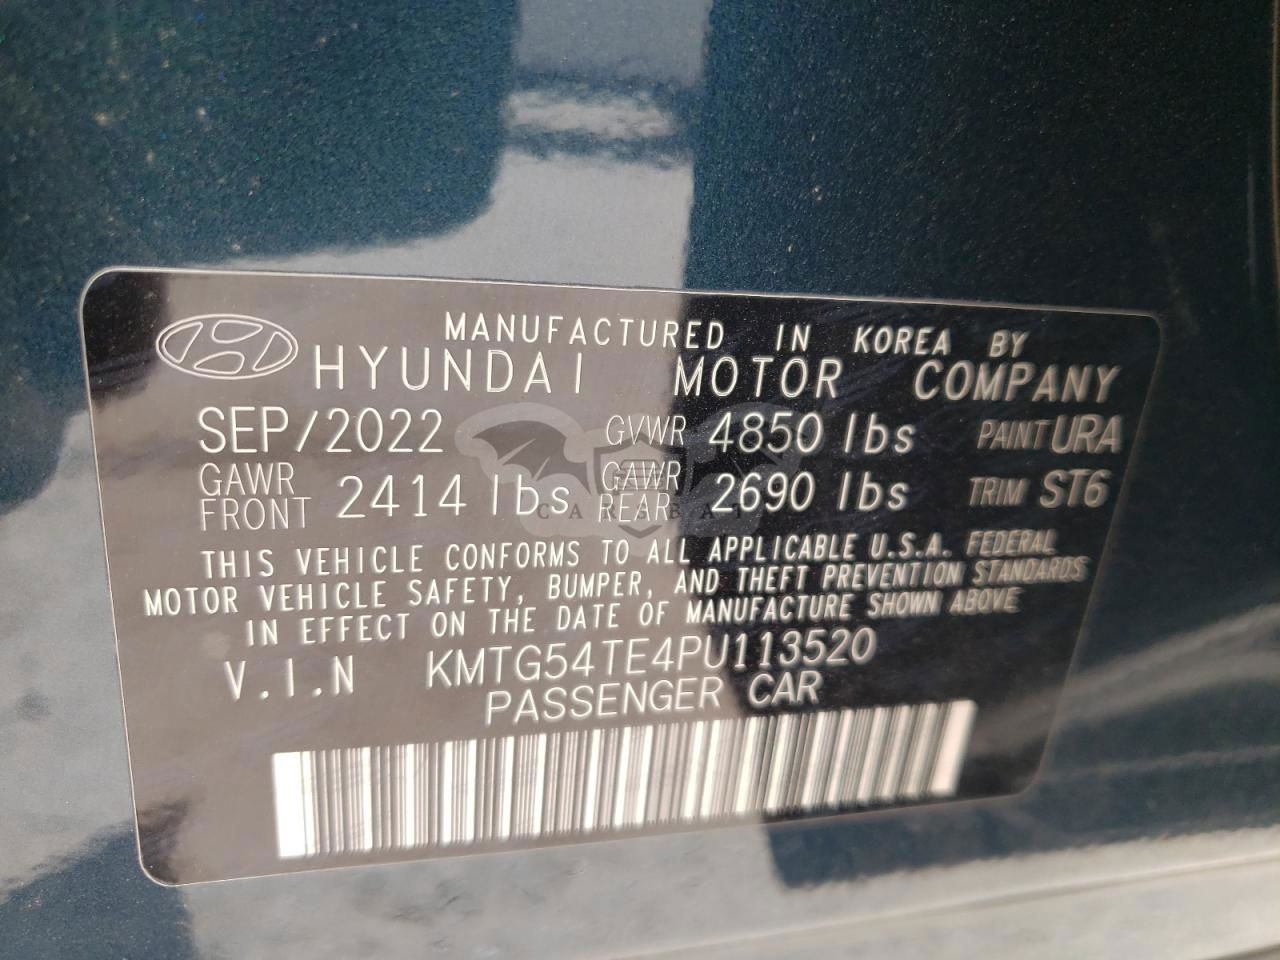 MANUFACTURED IN KOREA BY
HYUNDAI MOTOR COMPANY
SEP/2022 GVWR 4850 lbs PAINT URA
GAWR FRONT 2414 lbs GAWR REAR 2690 lbs TRIM ST6
CARSBAT
THIS VEHICLE CONFORMS TO ALL APPLICABLE U.S.A. FEDERAL
MOTOR VEHICLE SAFETY, BUMPER, AND THEFT PREVENTION STANDARDS
IN EFFECT ON THE DATE OF MANUFACTURE SHOWN ABOVE
V.I.N KMTG54TE4PU113520
PASSENGER CAR